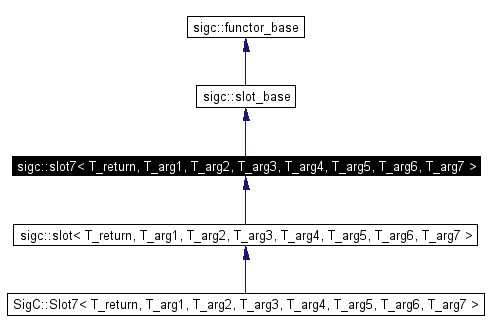 sigc::functor_base
sigc::slot_base
sigc::slot7< T_return, T_arg1, T_arg2, T_arg3, T_arg4, T_arg5, T_arg6, T_arg7 >
sigc::slot< T_return, T_arg1, T_arg2, T_arg3, T_arg4, T_arg5, T_arg6, T_arg7 >
SigC::Slot7< T_return, T_arg1, T_arg2, T_arg3, T_arg4, T_arg5, T_arg6, T_arg7 >